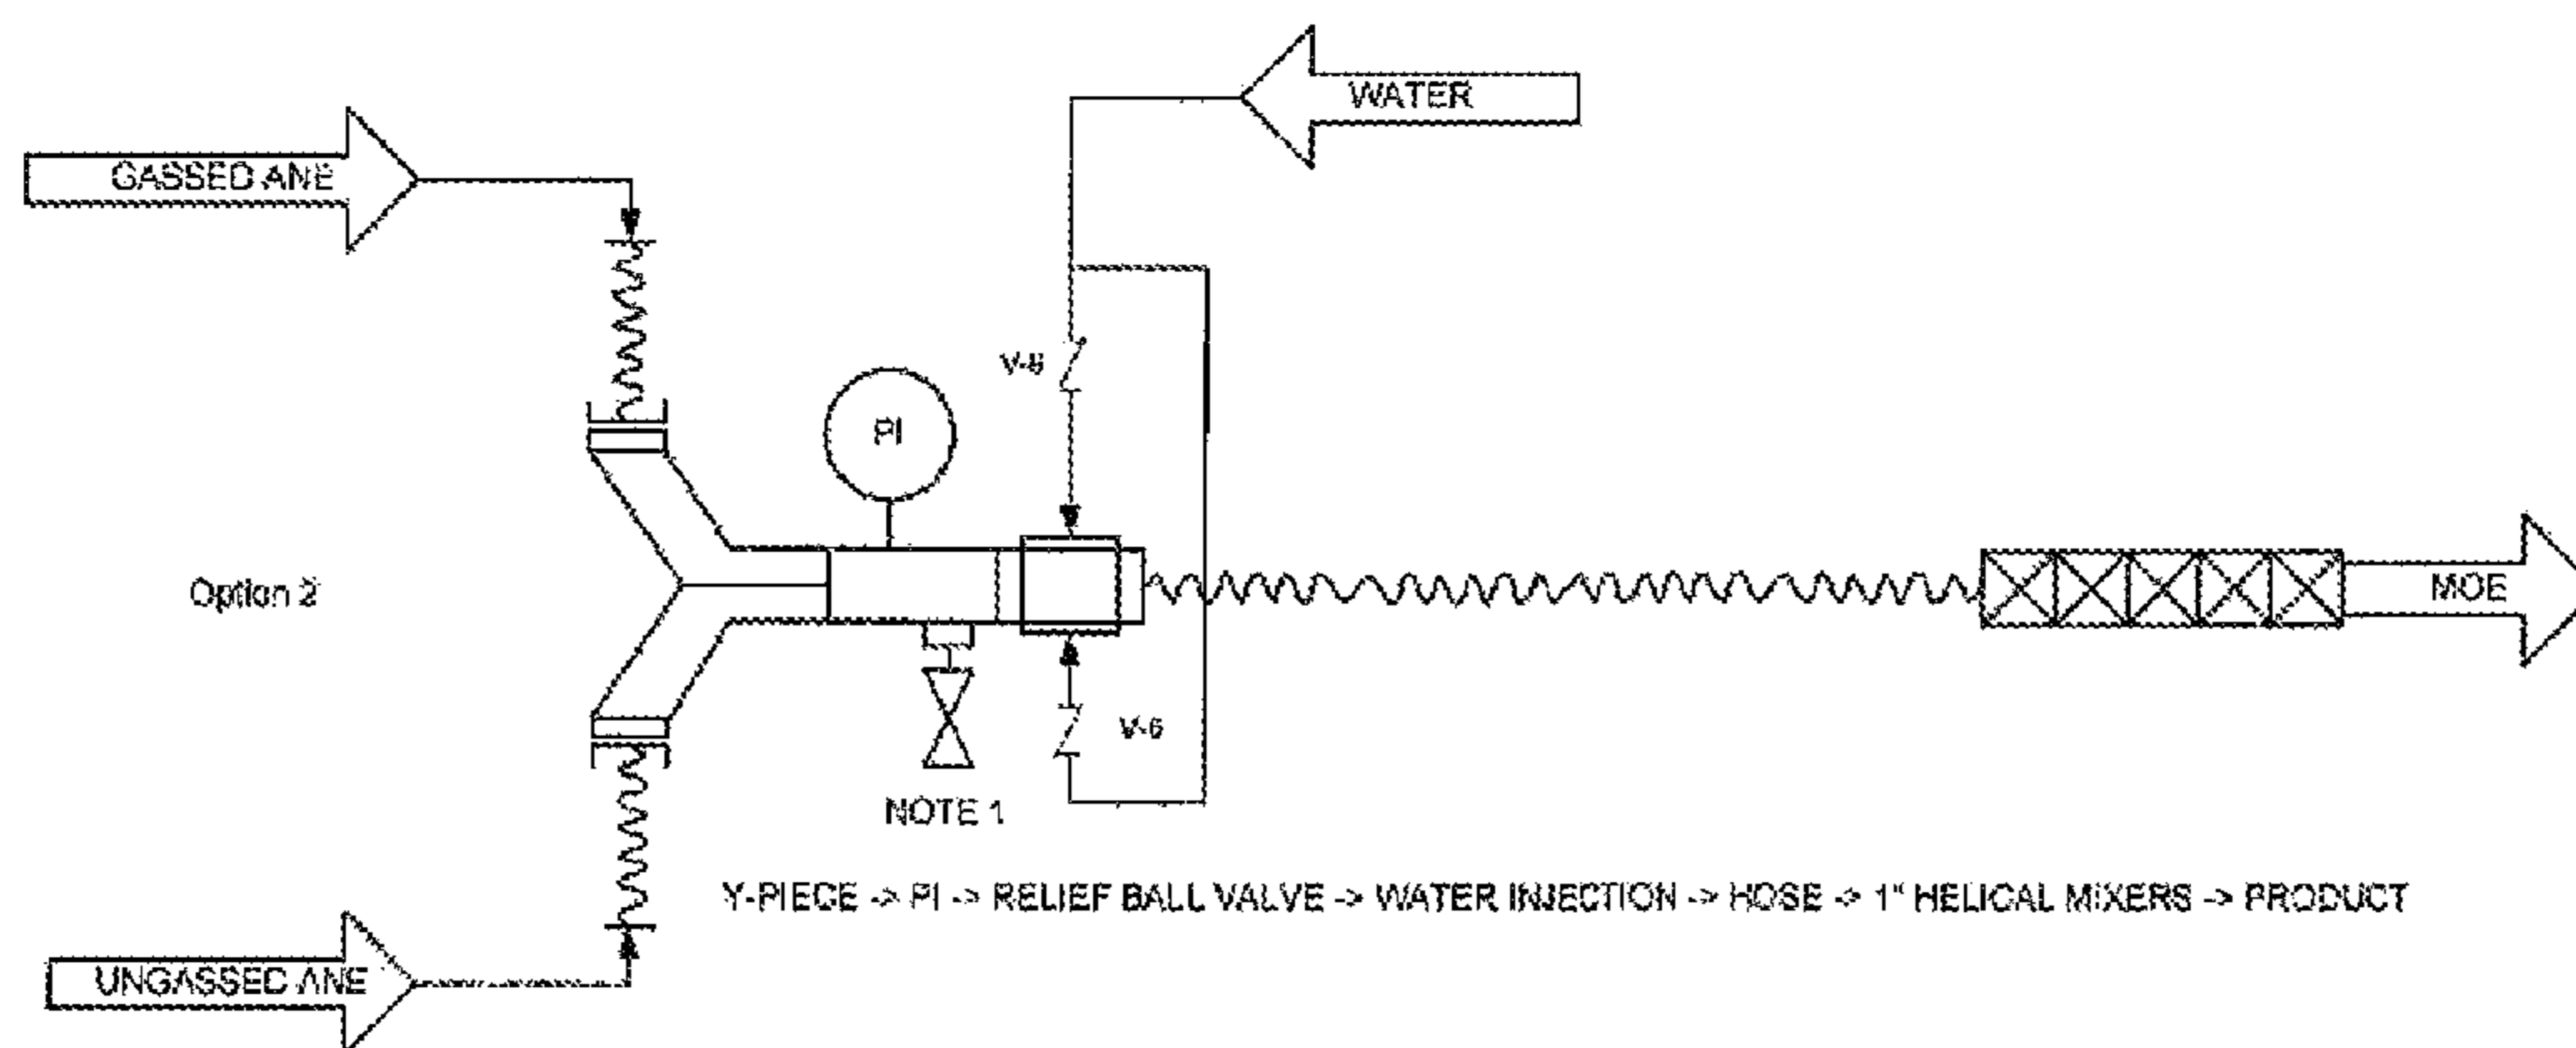 WATER
GASSED ANE
V-6
PI
MOE
Option 2
V-6
NOTE 1
Y-PIECE -> PI -> RELIEF BALL VALVE -> WATER INJECTION -> HOSE -> 1" HELICAL MIXERS -> PRODUCT
UNGASSED ANE